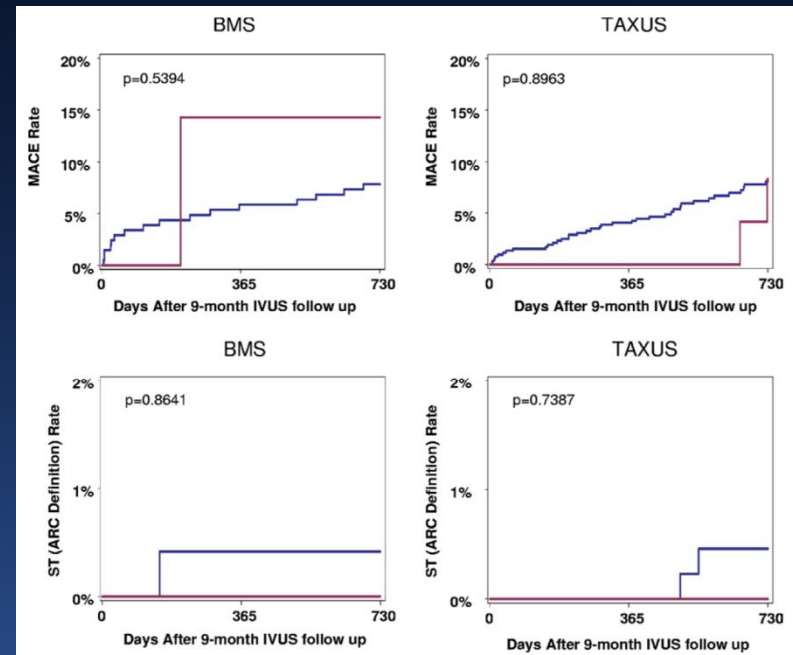 BMS
20%
p=0.5394
15%
MACE Rate
10%
5%
0%
0 365 730
Days After 9-month IVUS follow up
TAXUS
20%
p=0.8963
15%
MACE Rate
10%
5%
0%
0 365 730
Days After 9-month IVUS follow up
BMS
2%
p=0.8641
ST (ARC Definition) Rate
1%
0%
0 365 730
Days After 9-month IVUS follow up
TAXUS
2%
p=0.7387
ST (ARC Definition) Rate
1%
0%
0 365 730
Days After 9-month IVUS follow up